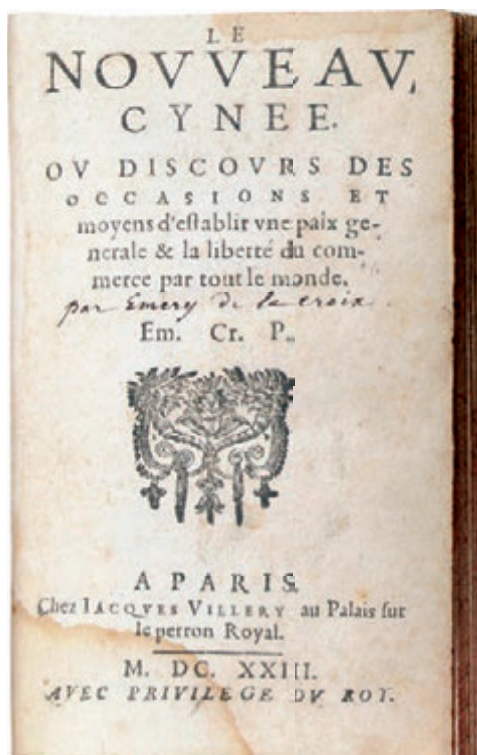 LE
NOVVEAV,
CYNEE.
OV DISCOVRS DES
OCCASIONS ET
moyens d'eſtablir vne paix ge-
nerale & la liberté du com-
merce par tout le monde.
par Emery de la croix.
Em. Cr. P.
A PARIS.
Chez IACQVES VILLERY au Palais ſur
le perron Royal.
M. DC. XXIII.
AVEC PRIVILEGE DV ROY.